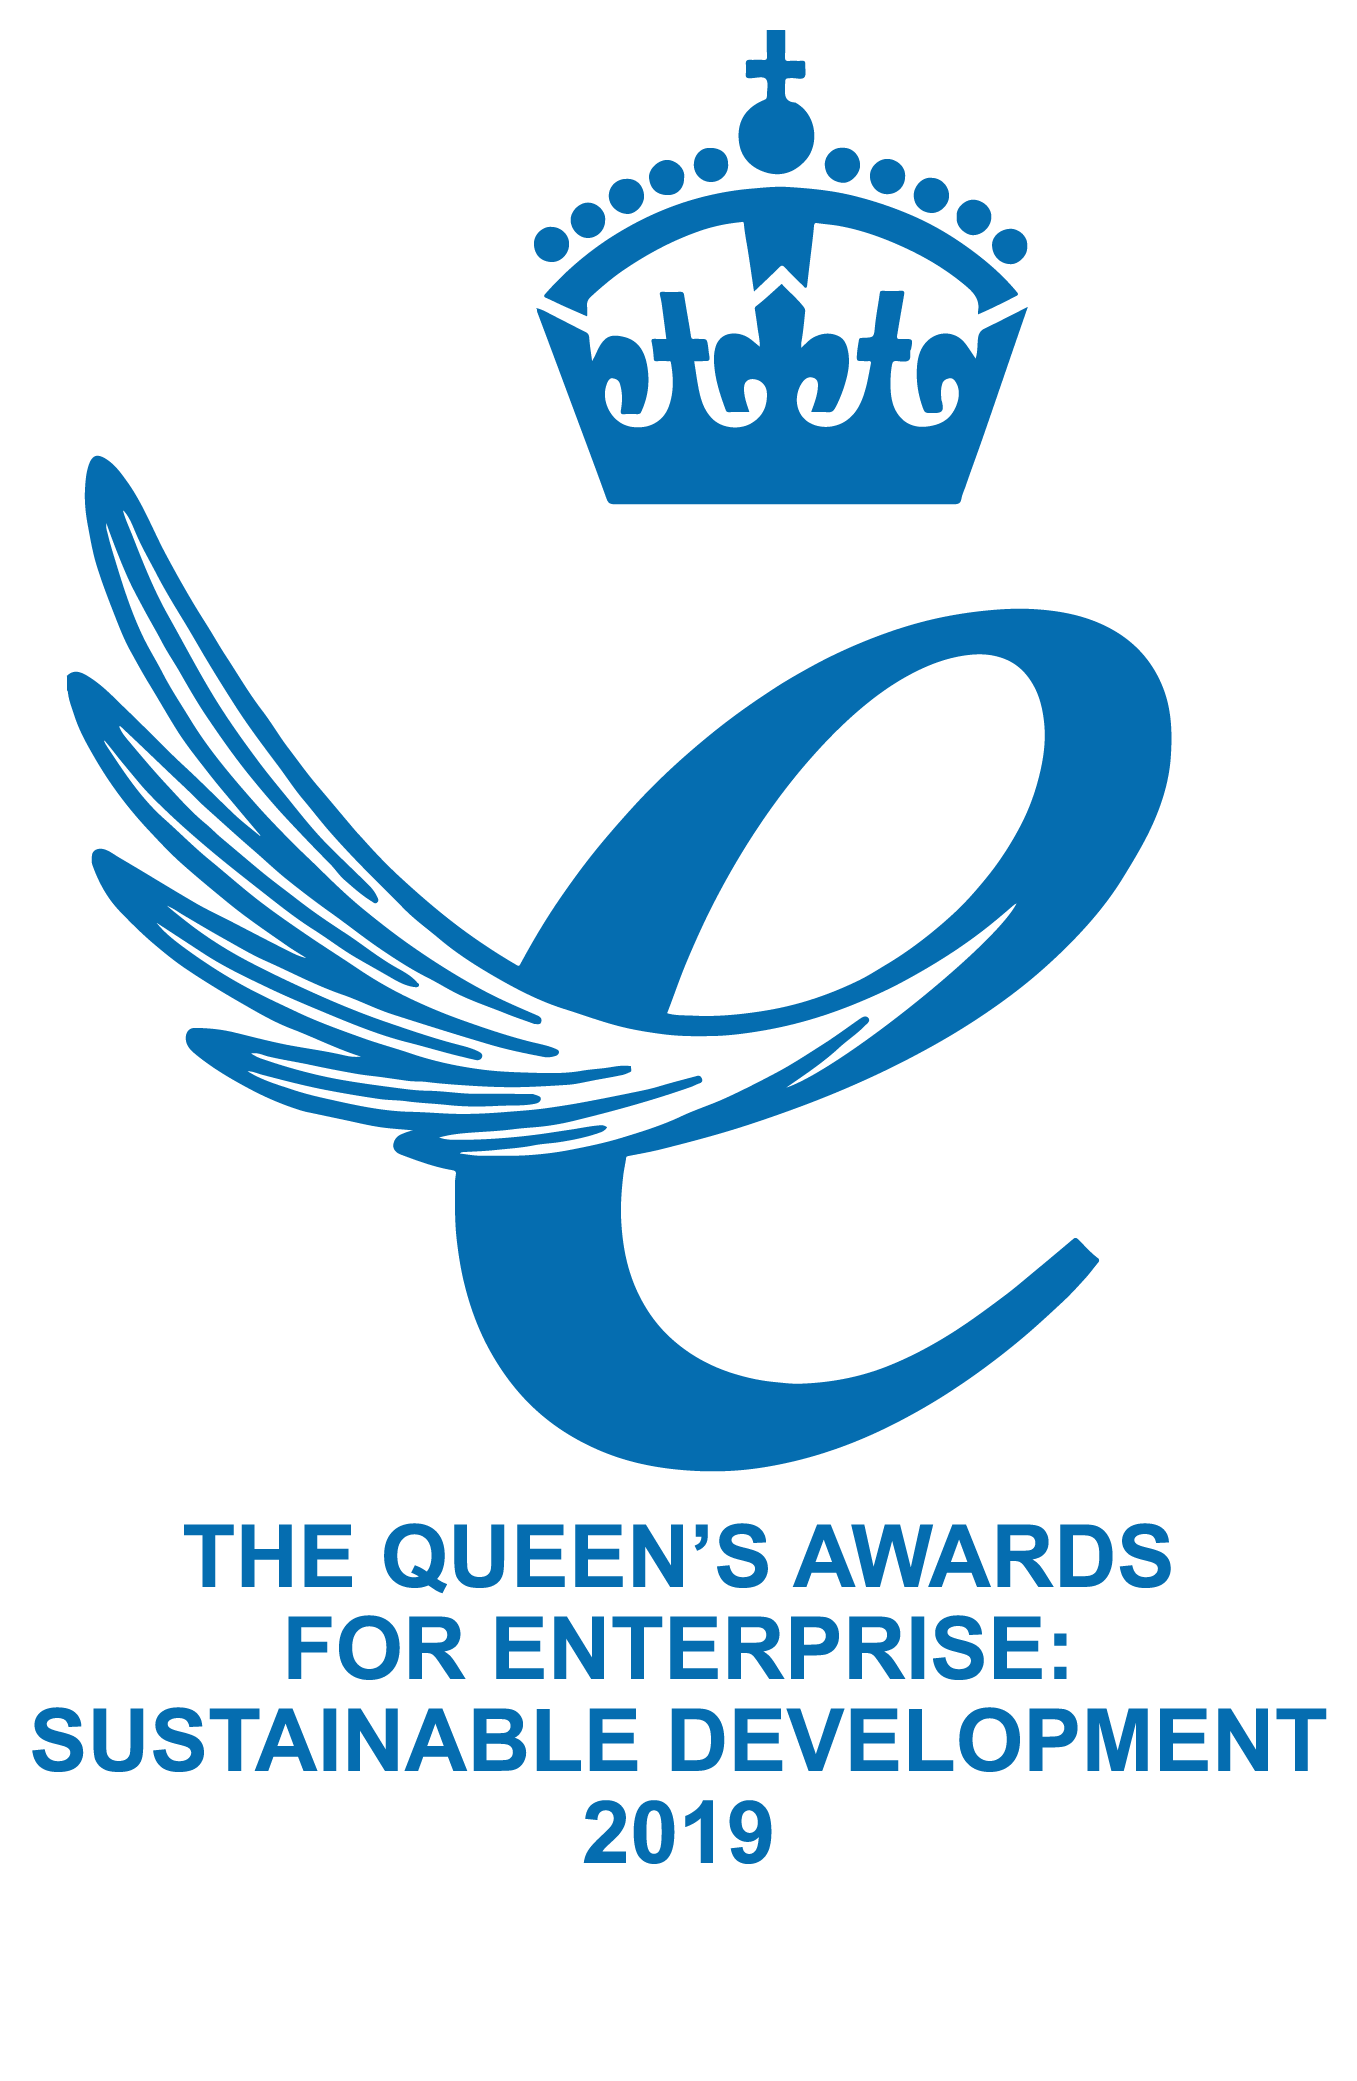 THE QUEEN’S AWARDS
FOR ENTERPRISE:
SUSTAINABLE DEVELOPMENT
2019